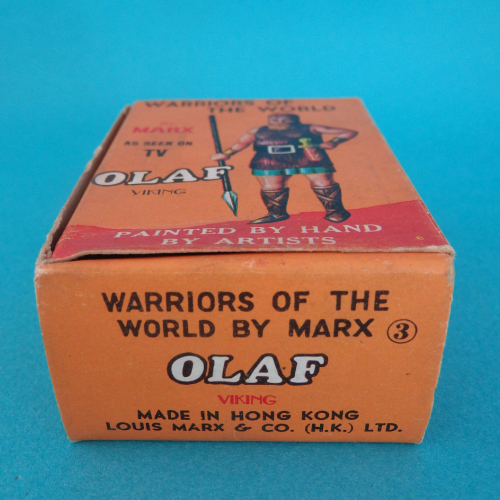 WARRIORS OF
THE WORLD
BY
MARX
AS SEEN ON
TV
OLAF
VIKING
PAINTED BY HAND
BY ARTISTS
WARRIORS OF THE
WORLD BY MARX 3
OLAF
VIKING
MADE IN HONG KONG
LOUIS MARX & CO. (H.K.) LTD.